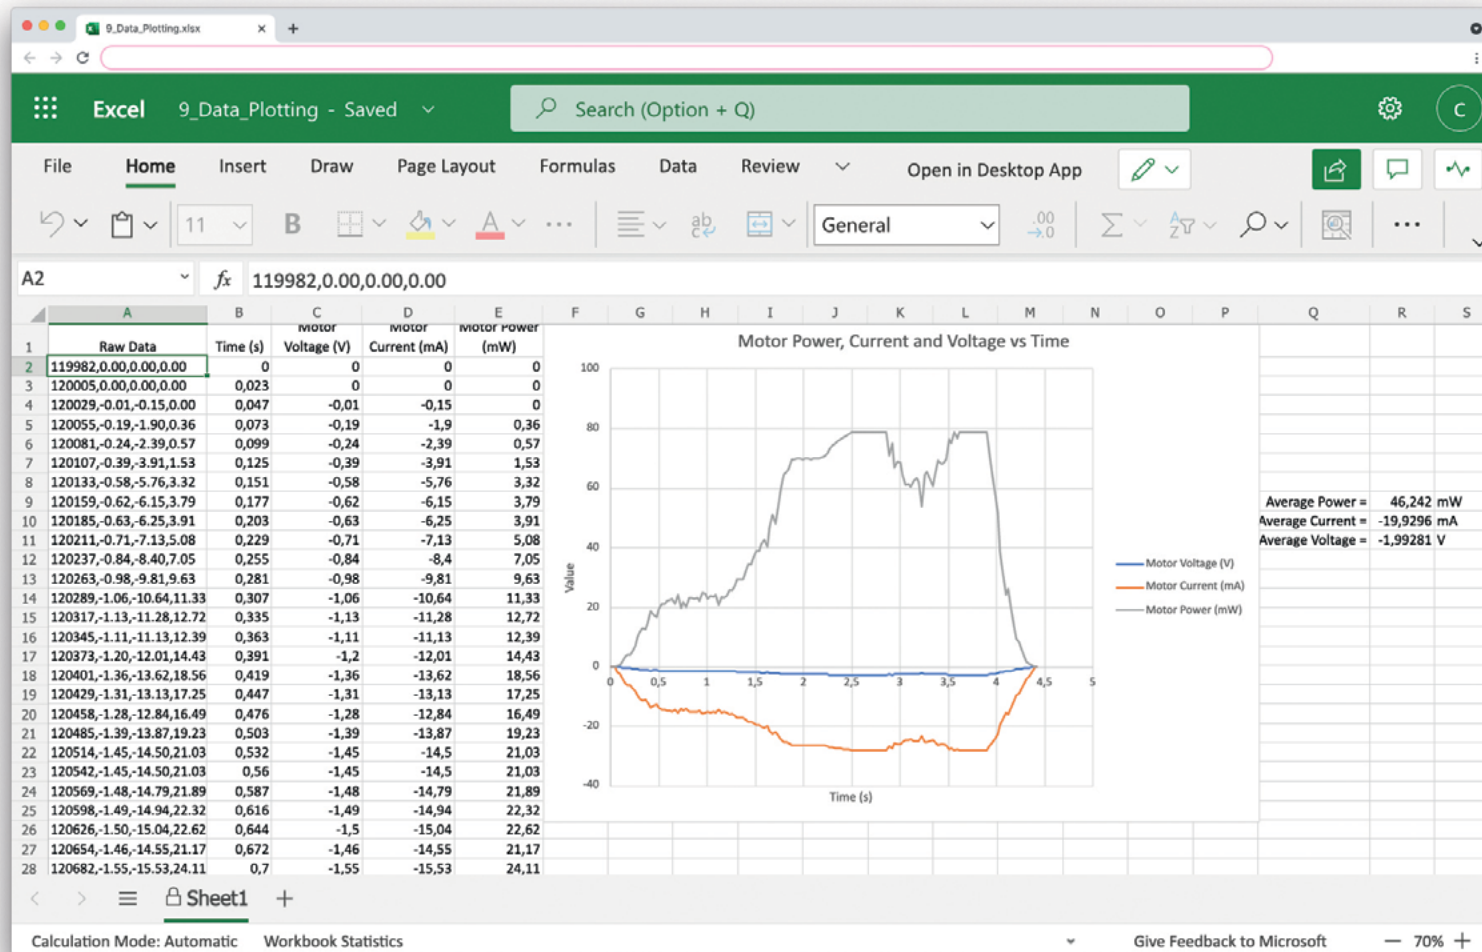 9_Data_Plotting.xlsx
Excel 9_Data_Plotting - Saved Search (Option + Q) C
File Home Insert Draw Page Layout Formulas Data Review Open in Desktop App
11 B A ab General .00 →.0
A2 fx 119982,0.00,0.00,0.00
A B C D E F G H I J K L M N O P Q R S
1 Raw Data Time (s) Motor Voltage (V) Motor Current (mA) Motor Power (mW)
2 119982,0.00,0.00,0.00 0 0 0 0
3 120005,0.00,0.00,0.00 0,023 0 0 0
4 120029,-0.01,-0.15,0.00 0,047 -0,01 -0,15 0
5 120055,-0.19,-1.90,0.36 0,073 -0,19 -1,9 0,36
6 120081,-0.24,-2.39,0.57 0,099 -0,24 -2,39 0,57
7 120107,-0.39,-3.91,1.53 0,125 -0,39 -3,91 1,53
8 120133,-0.58,-5.76,3.32 0,151 -0,58 -5,76 3,32
9 120159,-0.62,-6.15,3.79 0,177 -0,62 -6,15 3,79
10 120185,-0.63,-6.25,3.91 0,203 -0,63 -6,25 3,91
11 120211,-0.71,-7.13,5.08 0,229 -0,71 -7,13 5,08
12 120237,-0.84,-8.40,7.05 0,255 -0,84 -8,4 7,05
13 120263,-0.98,-9.81,9.63 0,281 -0,98 -9,81 9,63
14 120289,-1.06,-10.64,11.33 0,307 -1,06 -10,64 11,33
15 120317,-1.13,-11.28,12.72 0,335 -1,13 -11,28 12,72
16 120345,-1.11,-11.13,12.39 0,363 -1,11 -11,13 12,39
17 120373,-1.20,-12.01,14.43 0,391 -1,2 -12,01 14,43
18 120401,-1.36,-13.62,18.56 0,419 -1,36 -13,62 18,56
19 120429,-1.31,-13.13,17.25 0,447 -1,31 -13,13 17,25
20 120458,-1.28,-12.84,16.49 0,476 -1,28 -12,84 16,49
21 120485,-1.39,-13.87,19.23 0,503 -1,39 -13,87 19,23
22 120514,-1.45,-14.50,21.03 0,532 -1,45 -14,5 21,03
23 120542,-1.45,-14.50,21.03 0,56 -1,45 -14,5 21,03
24 120569,-1.48,-14.79,21.89 0,587 -1,48 -14,79 21,89
25 120598,-1.49,-14.94,22.32 0,616 -1,49 -14,94 22,32
26 120626,-1.50,-15.04,22.62 0,644 -1,5 -15,04 22,62
27 120654,-1.46,-14.55,21.17 0,672 -1,46 -14,55 21,17
28 120682,-1.55,-15.53,24.11 0,7 -1,55 -15,53 24,11
Motor Power, Current and Voltage vs Time
100
80
60
40
20
0
-20
-40
Value
0 0,5 1 1,5 2 2,5 3 3,5 4 4,5 5
Time (s)
Motor Voltage (V)
Motor Current (mA)
Motor Power (mW)
Average Power = 46,242 mW
Average Current = -19,9296 mA
Average Voltage = -1,99281 V
Sheet1
Calculation Mode: Automatic Workbook Statistics Give Feedback to Microsoft 70%